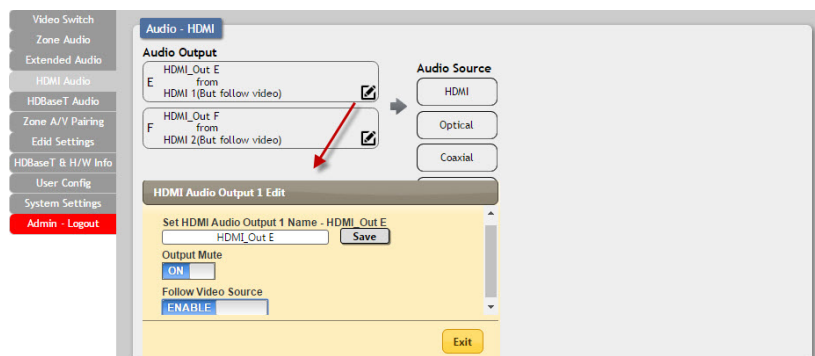 Video Switch
Zone Audio
Extended Audio
HDMI Audio
HDBaseT Audio
Zone A/V Pairing
Edid Settings
HDBaseT & H/W Info
User Config
System Settings
Admin - Logout
Audio - HDMI
Audio Output
E
HDMI_Out E
from
HDMI 1(But follow video)
F
HDMI_Out F
from
HDMI 2(But follow video)
Audio Source
HDMI
Optical
Coaxial
HDMI Audio Output 1 Edit
Set HDMI Audio Output 1 Name - HDMI_Out E
HDMI_Out E
Save
Output Mute
ON
Follow Video Source
ENABLE
Exit